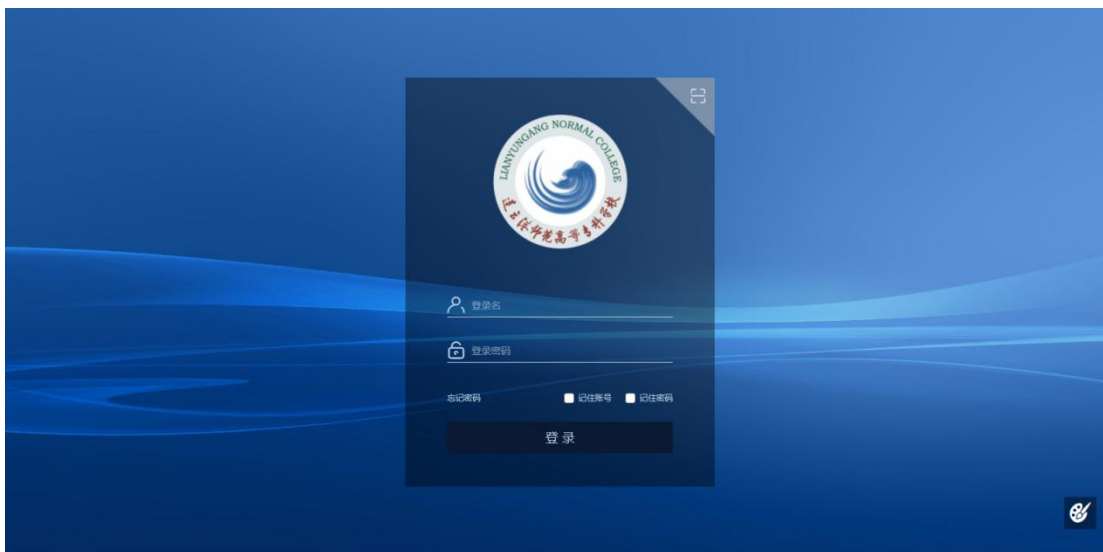 LIANYUNGANG NORMAL COLLEGE
连云港师范高等专科学校
登录名
登录密码
忘记密码 记住账号 记住密码
登录